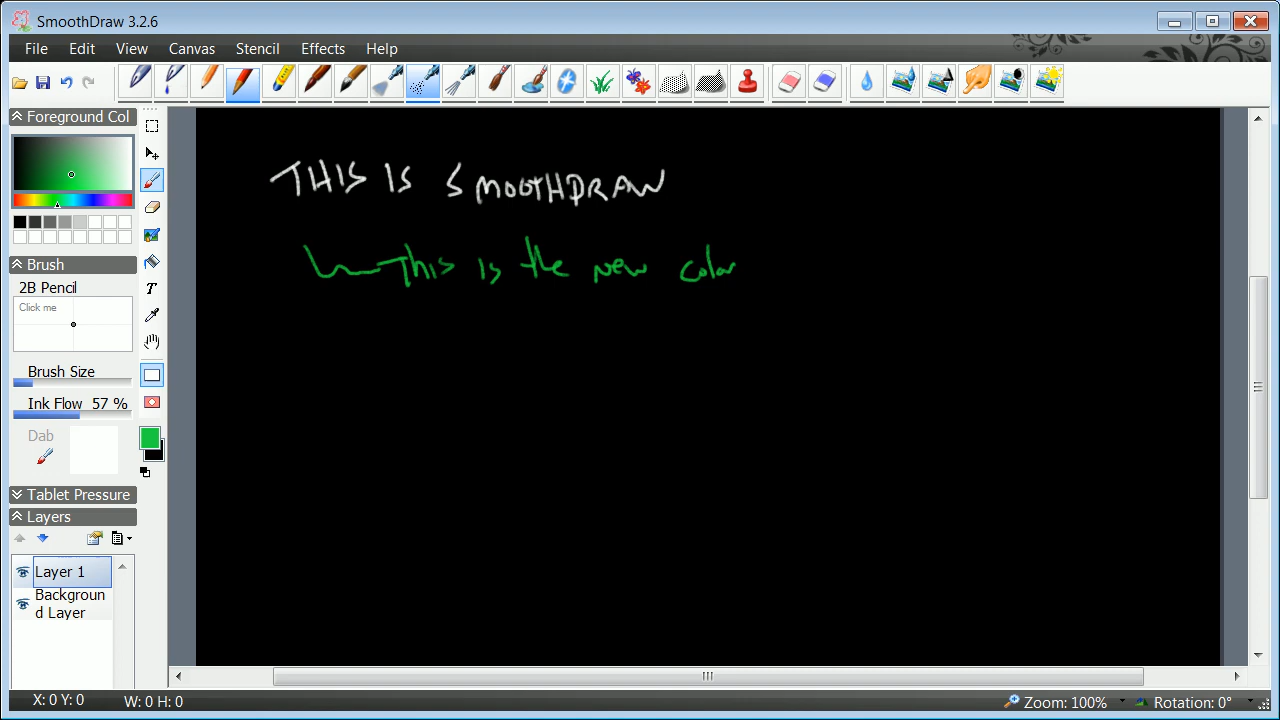 SmoothDraw 3.2.6
File Edit View Canvas Stencil Effects Help
Foreground Col
THIS IS SMOOTHDRAW
This is the new color
Brush
2B Pencil
Click me
Brush Size
Ink Flow 57 %
Dab
Tablet Pressure
Layers
Layer 1
Backgroun
d Layer
X: 0 Y: 0 W: 0 H: 0 Zoom: 100% Rotation: 0°